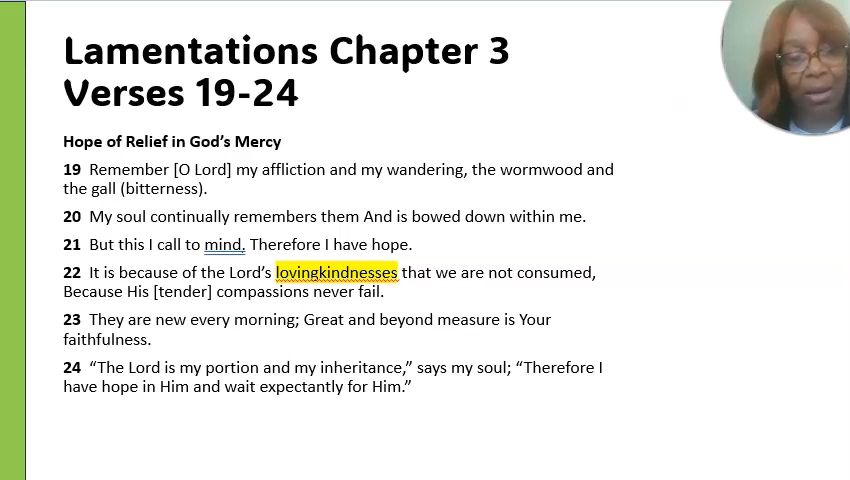 Lamentations Chapter 3
Verses 19-24
Hope of Relief in God’s Mercy
19 Remember [O Lord] my affliction and my wandering, the wormwood and
the gall (bitterness).
20 My soul continually remembers them And is bowed down within me.
21 But this I call to mind, Therefore I have hope.
22 It is because of the Lord’s lovingkindnesses that we are not consumed,
Because His [tender] compassions never fail.
23 They are new every morning; Great and beyond measure is Your
faithfulness.
24 “The Lord is my portion and my inheritance,” says my soul; “Therefore I
have hope in Him and wait expectantly for Him.”